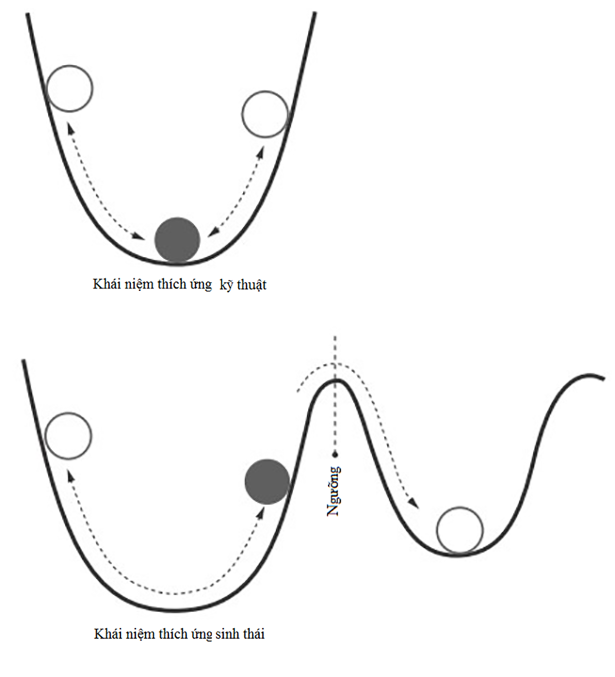 Khái niệm thích ứng kỹ thuật
Ngưỡng
Khái niệm thích ứng sinh thái